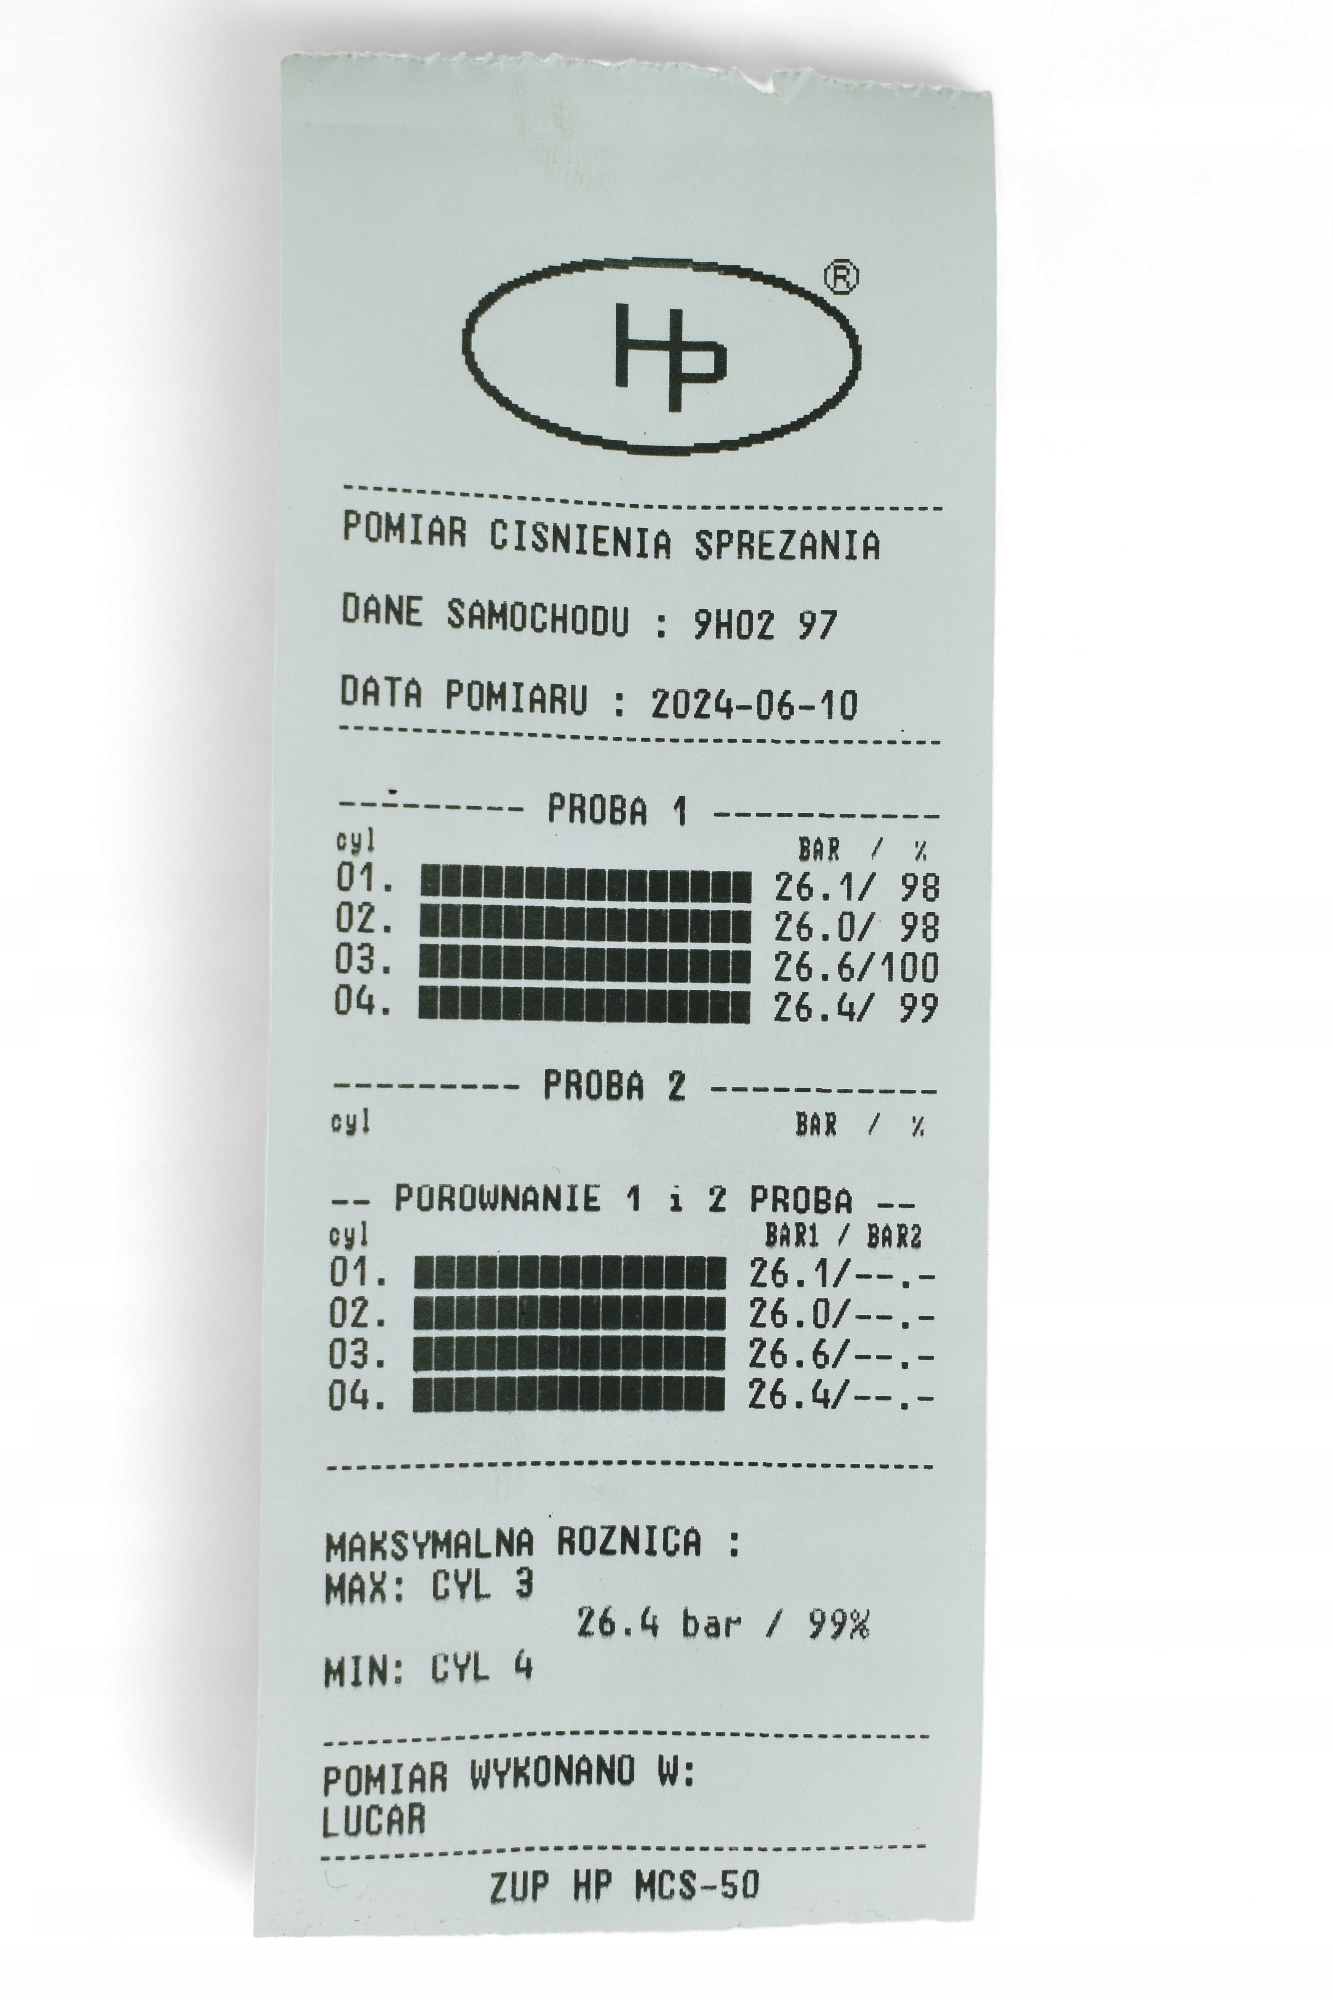 HP ®
POMIAR CISNIENIA SPREZANIA
DANE SAMOCHODU : 9H02 97
DATA POMIARU : 2024-06-10
--------- PROBA 1 -----------
cyl BAR / %
01. 26.1/ 98
02. 26.0/ 98
03. 26.6/100
04. 26.4/ 99
--------- PROBA 2 -----------
cyl BAR / %
-- POROWNANIE 1 i 2 PROBA --
cyl BAR1 / BAR2
01. 26.1/--.-
02. 26.0/--.-
03. 26.6/--.-
04. 26.4/--.-
MAKSYMALNA ROZNICA :
MAX: CYL 3
26.4 bar / 99%
MIN: CYL 4
POMIAR WYKONANO W:
LUCAR
ZUP HP MCS-50